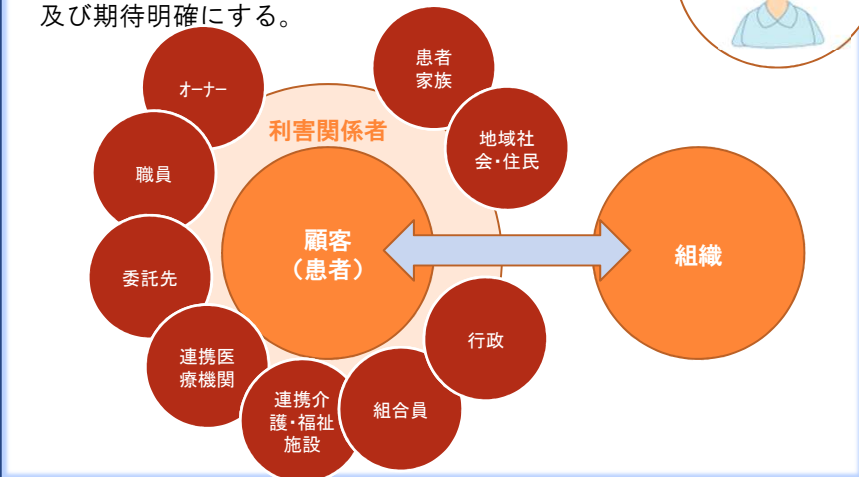 及び期待明確にする。
患者
家族
オーナー
利害関係者
地域社
会・住民
職員
顧客
（患者）
組織
委託先
行政
連携医
療機関
連携介
護・福祉
施設
組合員